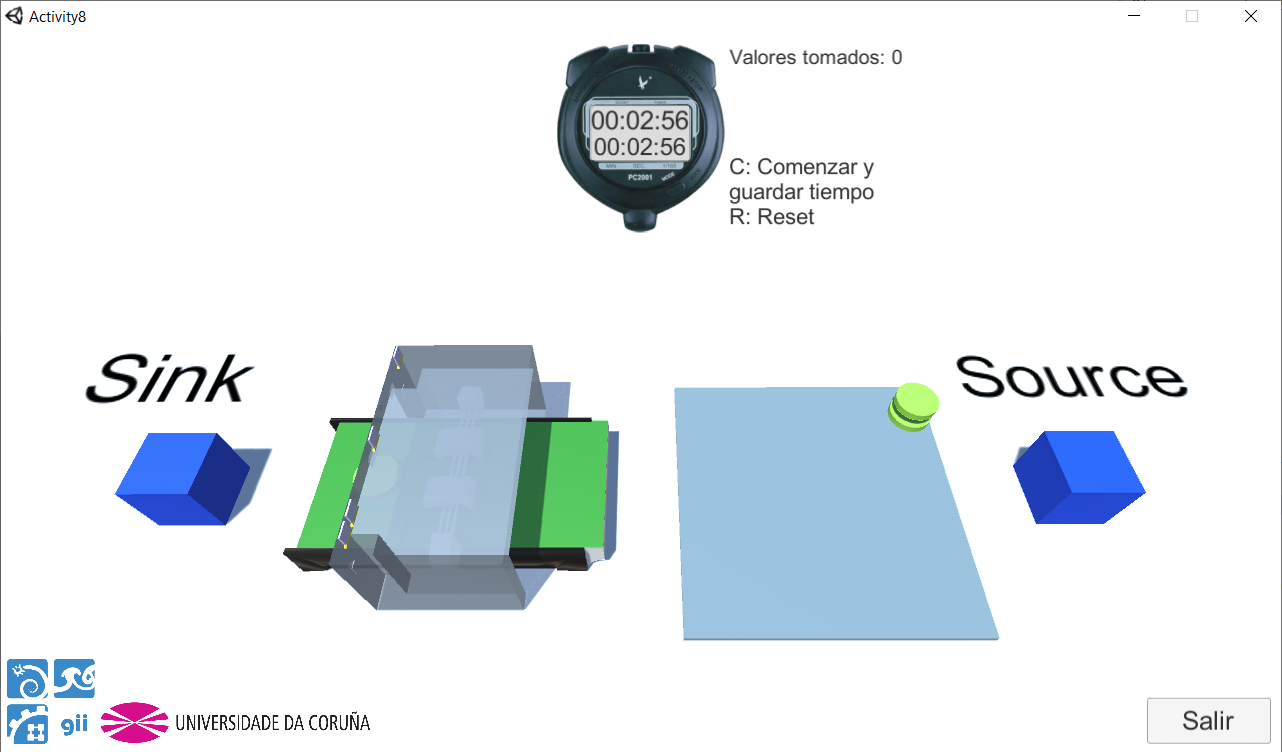 Activity8
Valores tomados: 0
00:02:56
00:02:56
MIN SEC 1/100
PC2001
MODE
C: Comenzar y
guardar tiempo
R: Reset
Sink
Source
gii
UNIVERSIDADE DA CORUÑA
Salir